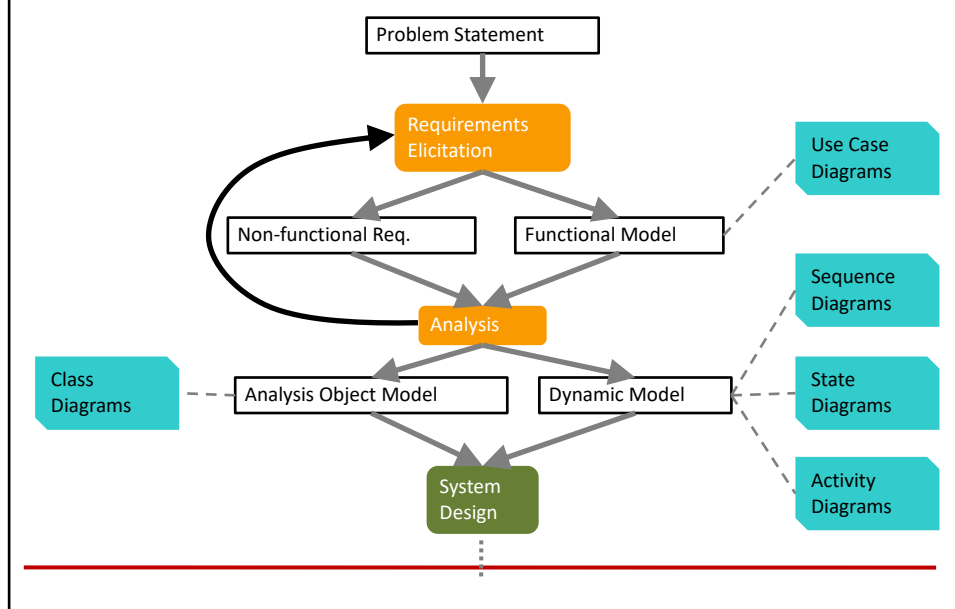 Problem Statement
Requirements
Elicitation
Use Case
Diagrams
Non-functional Req.
Functional Model
Sequence
Diagrams
Analysis
Class
Diagrams
Analysis Object Model
Dynamic Model
State
Diagrams
System
Design
Activity
Diagrams